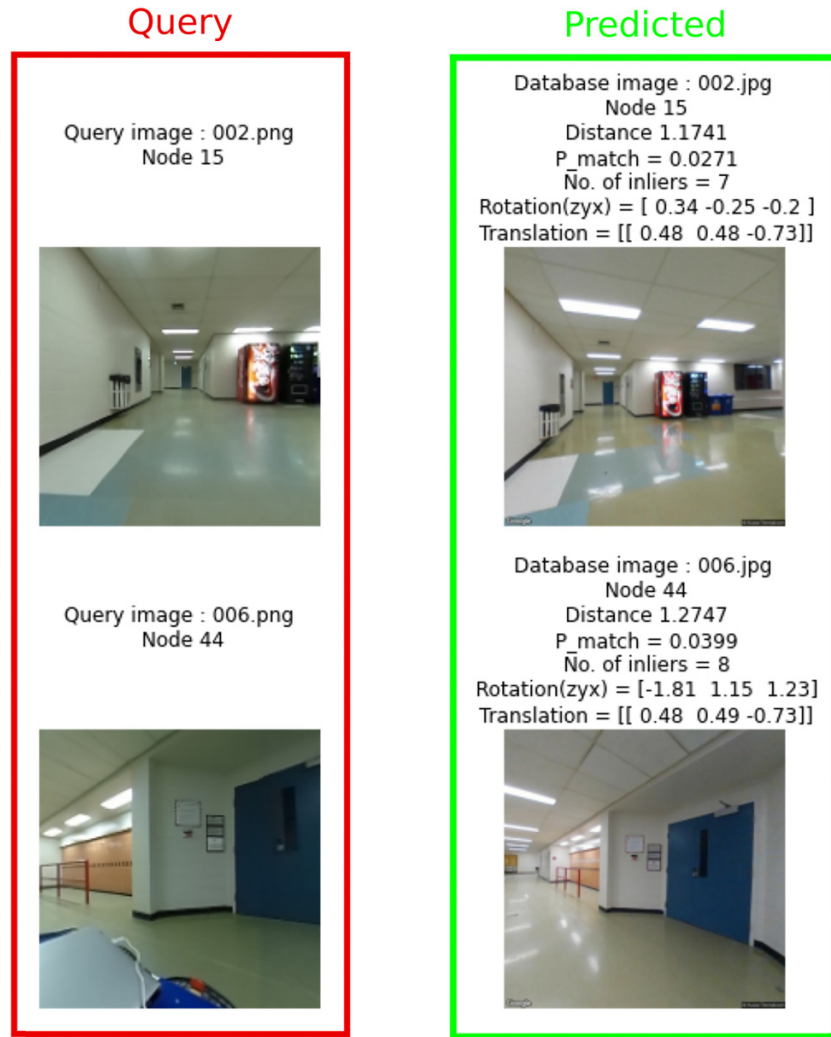 Query
Predicted
Query image : 002.png
Node 15
Database image : 002.jpg
Node 15
Distance 1.1741
P_match = 0.0271
No. of inliers = 7
Rotation(zyx) = [ 0.34 -0.25 -0.2 ]
Translation = [[ 0.48 0.48 -0.73]]
Google
Query image : 006.png
Node 44
Database image : 006.jpg
Node 44
Distance 1.2747
P_match = 0.0399
No. of inliers = 8
Rotation(zyx) = [-1.81 1.15 1.23]
Translation = [[ 0.48 0.49 -0.73]]
Google